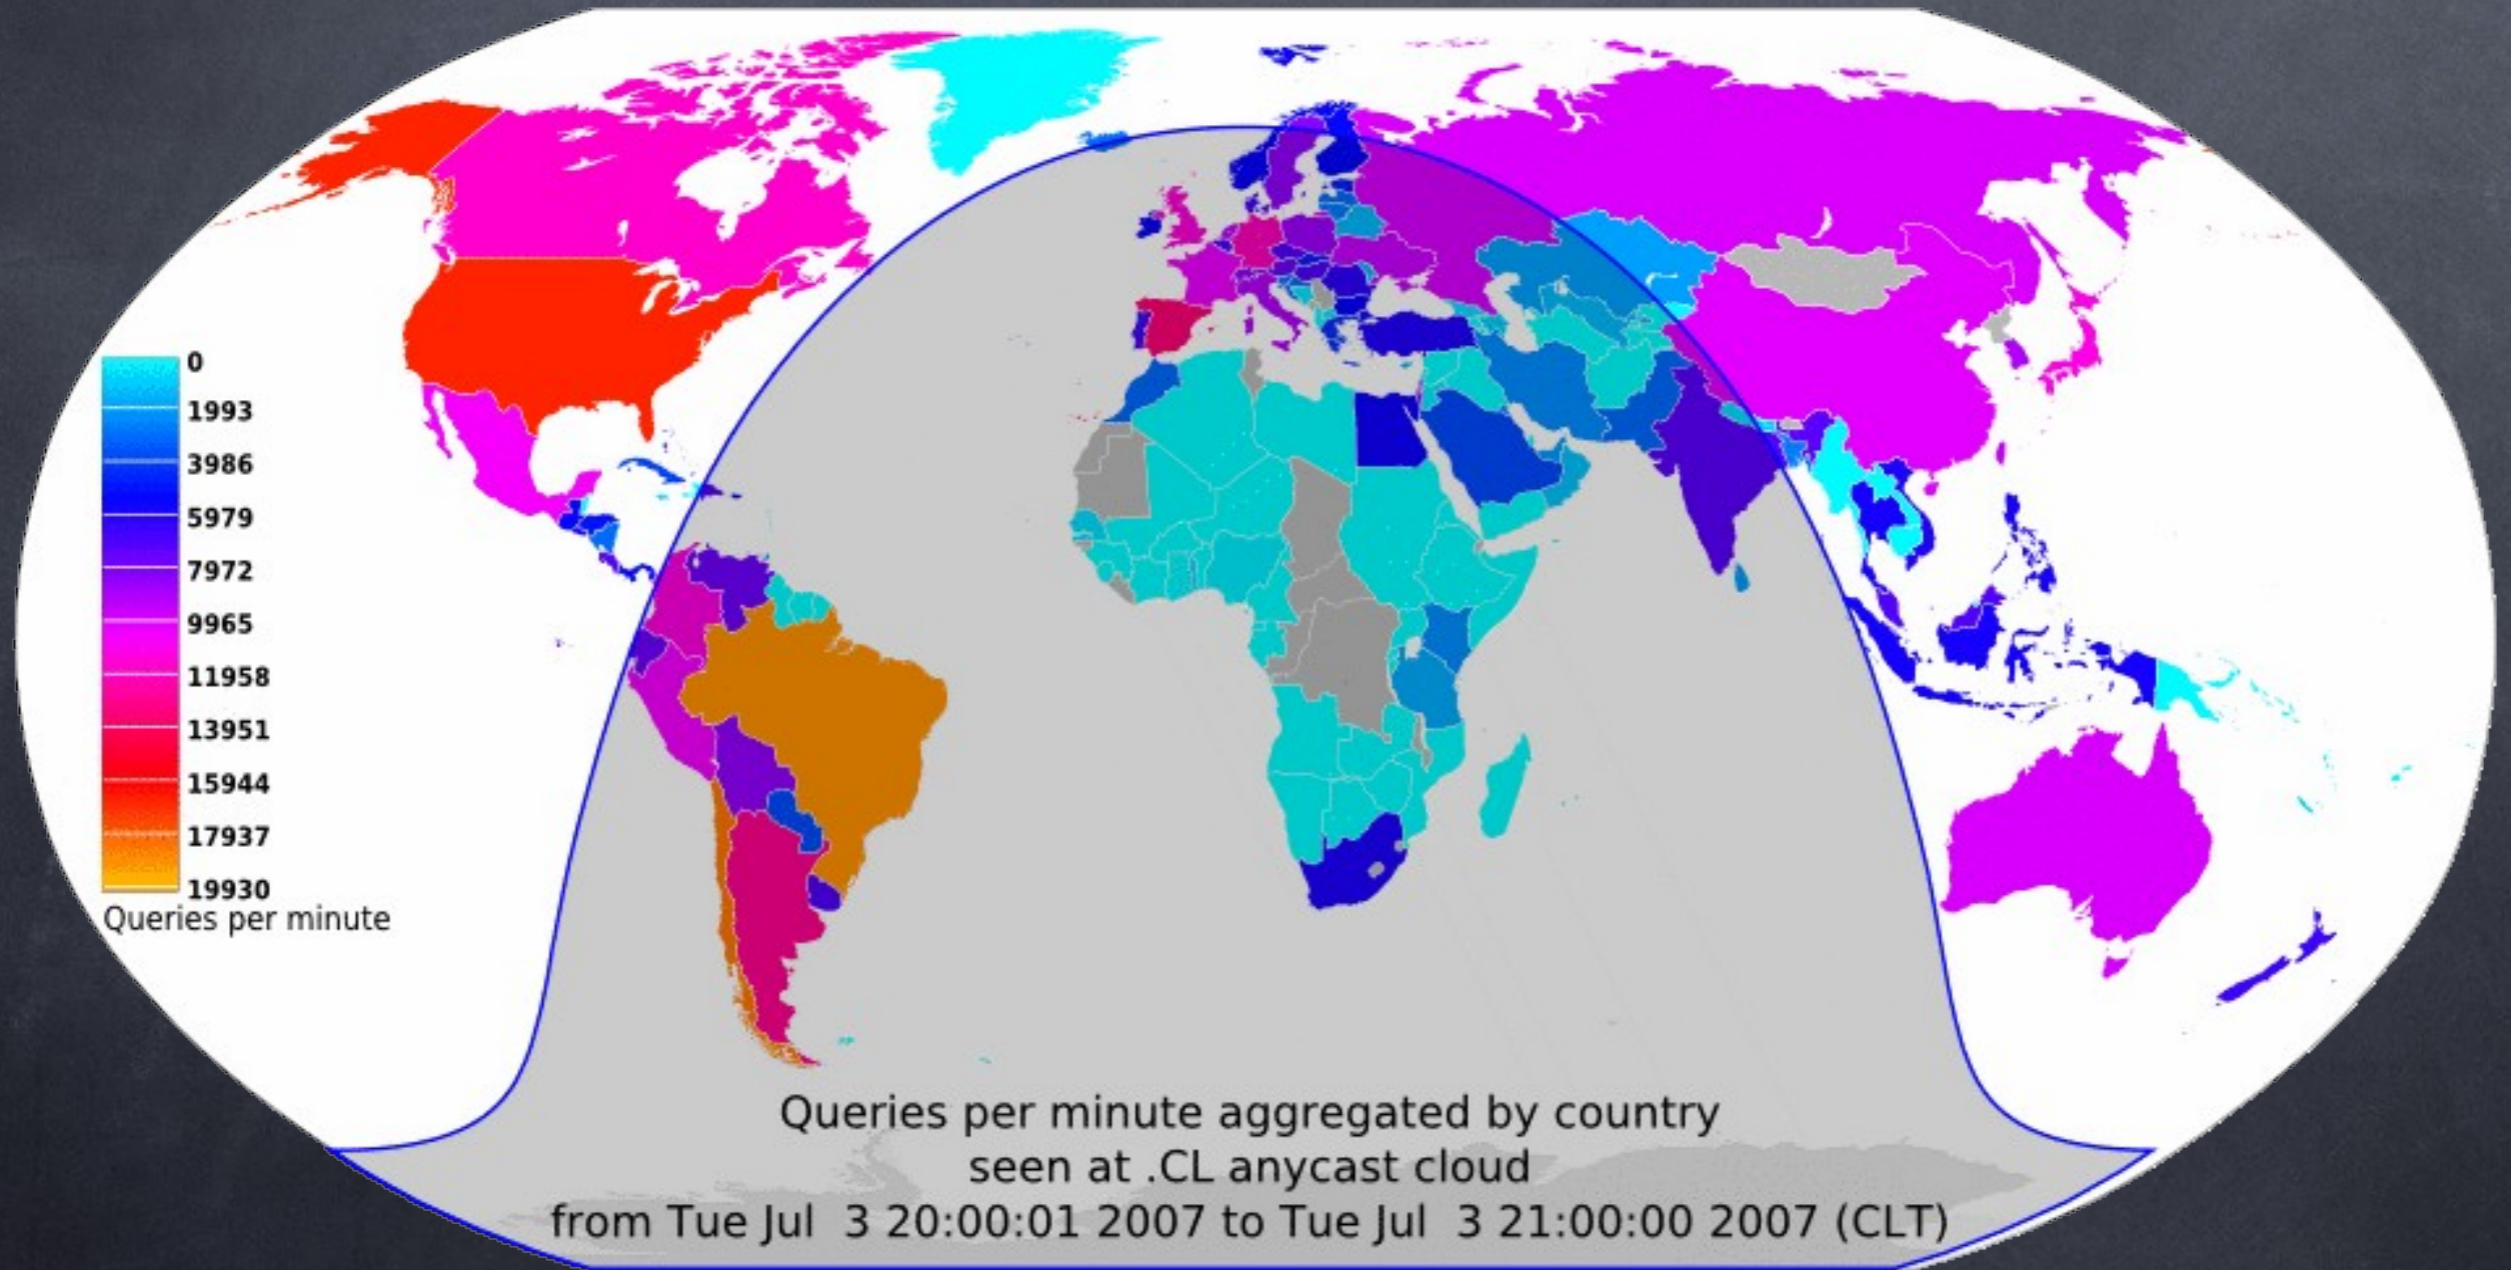 0
1993
3986
5979
7972
9965
11958
13951
15944
17937
19930
Queries per minute
Queries per minute aggregated by country
seen at .CL anycast cloud
from Tue Jul  3 20:00:01 2007 to Tue Jul  3 21:00:00 2007 (CLT)